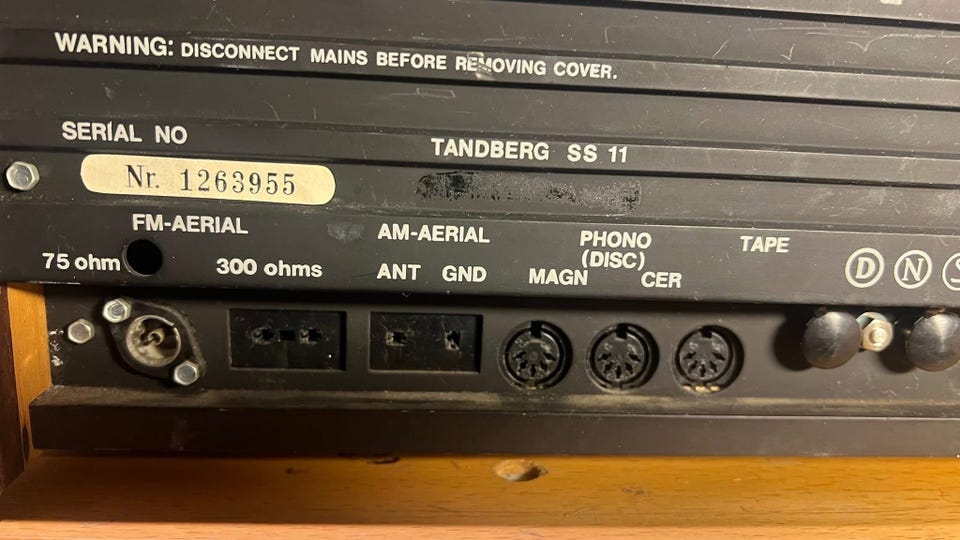 WARNING: DISCONNECT MAINS BEFORE REMOVING COVER.
SERIAL NO
TANDBERG SS 11
Nr. 1263955
FM-AERIAL
AM-AERIAL
PHONO
(DISC)
TAPE
75 ohm
300 ohms
ANT
GND
MAGN
CER
D
N
S